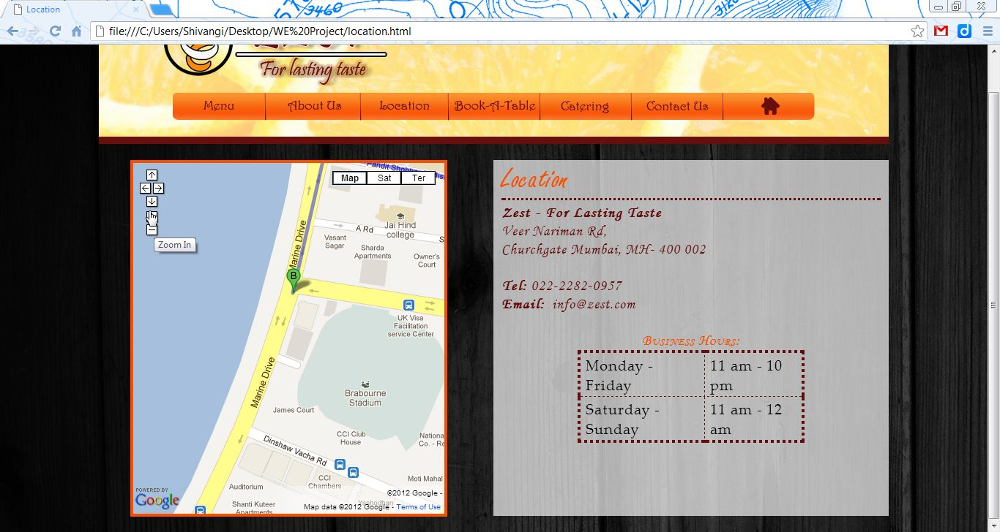 Location
3460
file:///C:/Users/Shivangi/Desktop/WE%20Project/location.html
For lasting taste
Menu
About Us
Location
Book-A-Table
Catering
Contact Us
Map
Sat
Ter
Zoom In
Pandit
A Rd
Jai Hind
college
Vasant
Sagar
Sharda
Apartments
Owner's
Court
Marine Drive
B
UK Visa
Facilitation
service Center
Marine Drive
Brabourne
Stadium
James Court
CCI Club
House
Dinshaw Vacha Rd
CCI
Chambers
Moti Mahal
Auditorium
Shanti Kuteer
Apartments
Yashodhan
©2012 Google -
Map data ©2012 Google - Terms of Use
POWERED BY
Google
Location
Zest - For Lasting Taste
Veer Nariman Rd,
Churchgate Mumbai, MH- 400 002
Tel: 022-2282-0957
Email: info@zest.com
Business Hours:
Monday - Friday 11 am - 10 pm
Saturday - Sunday 11 am - 12 am